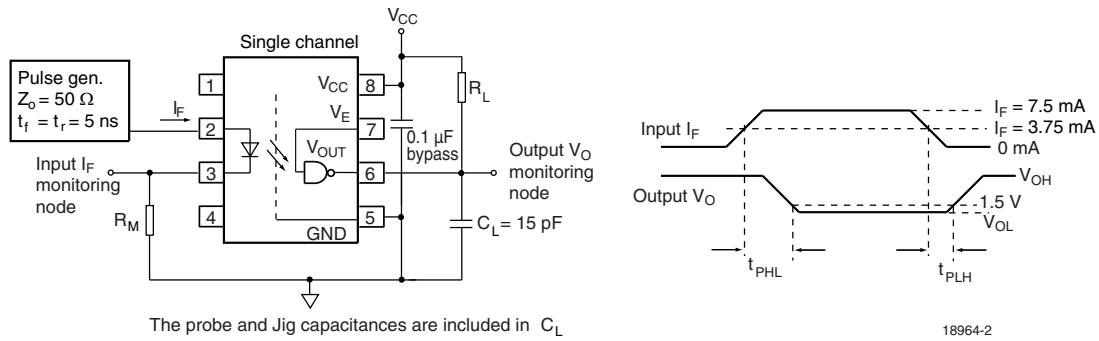 V_CC
Single channel
Pulse gen.
Z_o = 50 Ω
t_f = t_r = 5 ns
I_F
1
2
3
4
V_CC
V_E
V_OUT
GND
8
7
6
5
R_L
0.1 μF
bypass
Input I_F
monitoring
node
R_M
Output V_O
monitoring
node
C_L = 15 pF
The probe and Jig capacitances are included in C_L
Input I_F
I_F = 7.5 mA
I_F = 3.75 mA
0 mA
Output V_O
V_OH
1.5 V
V_OL
t_PHL
t_PLH
18964-2